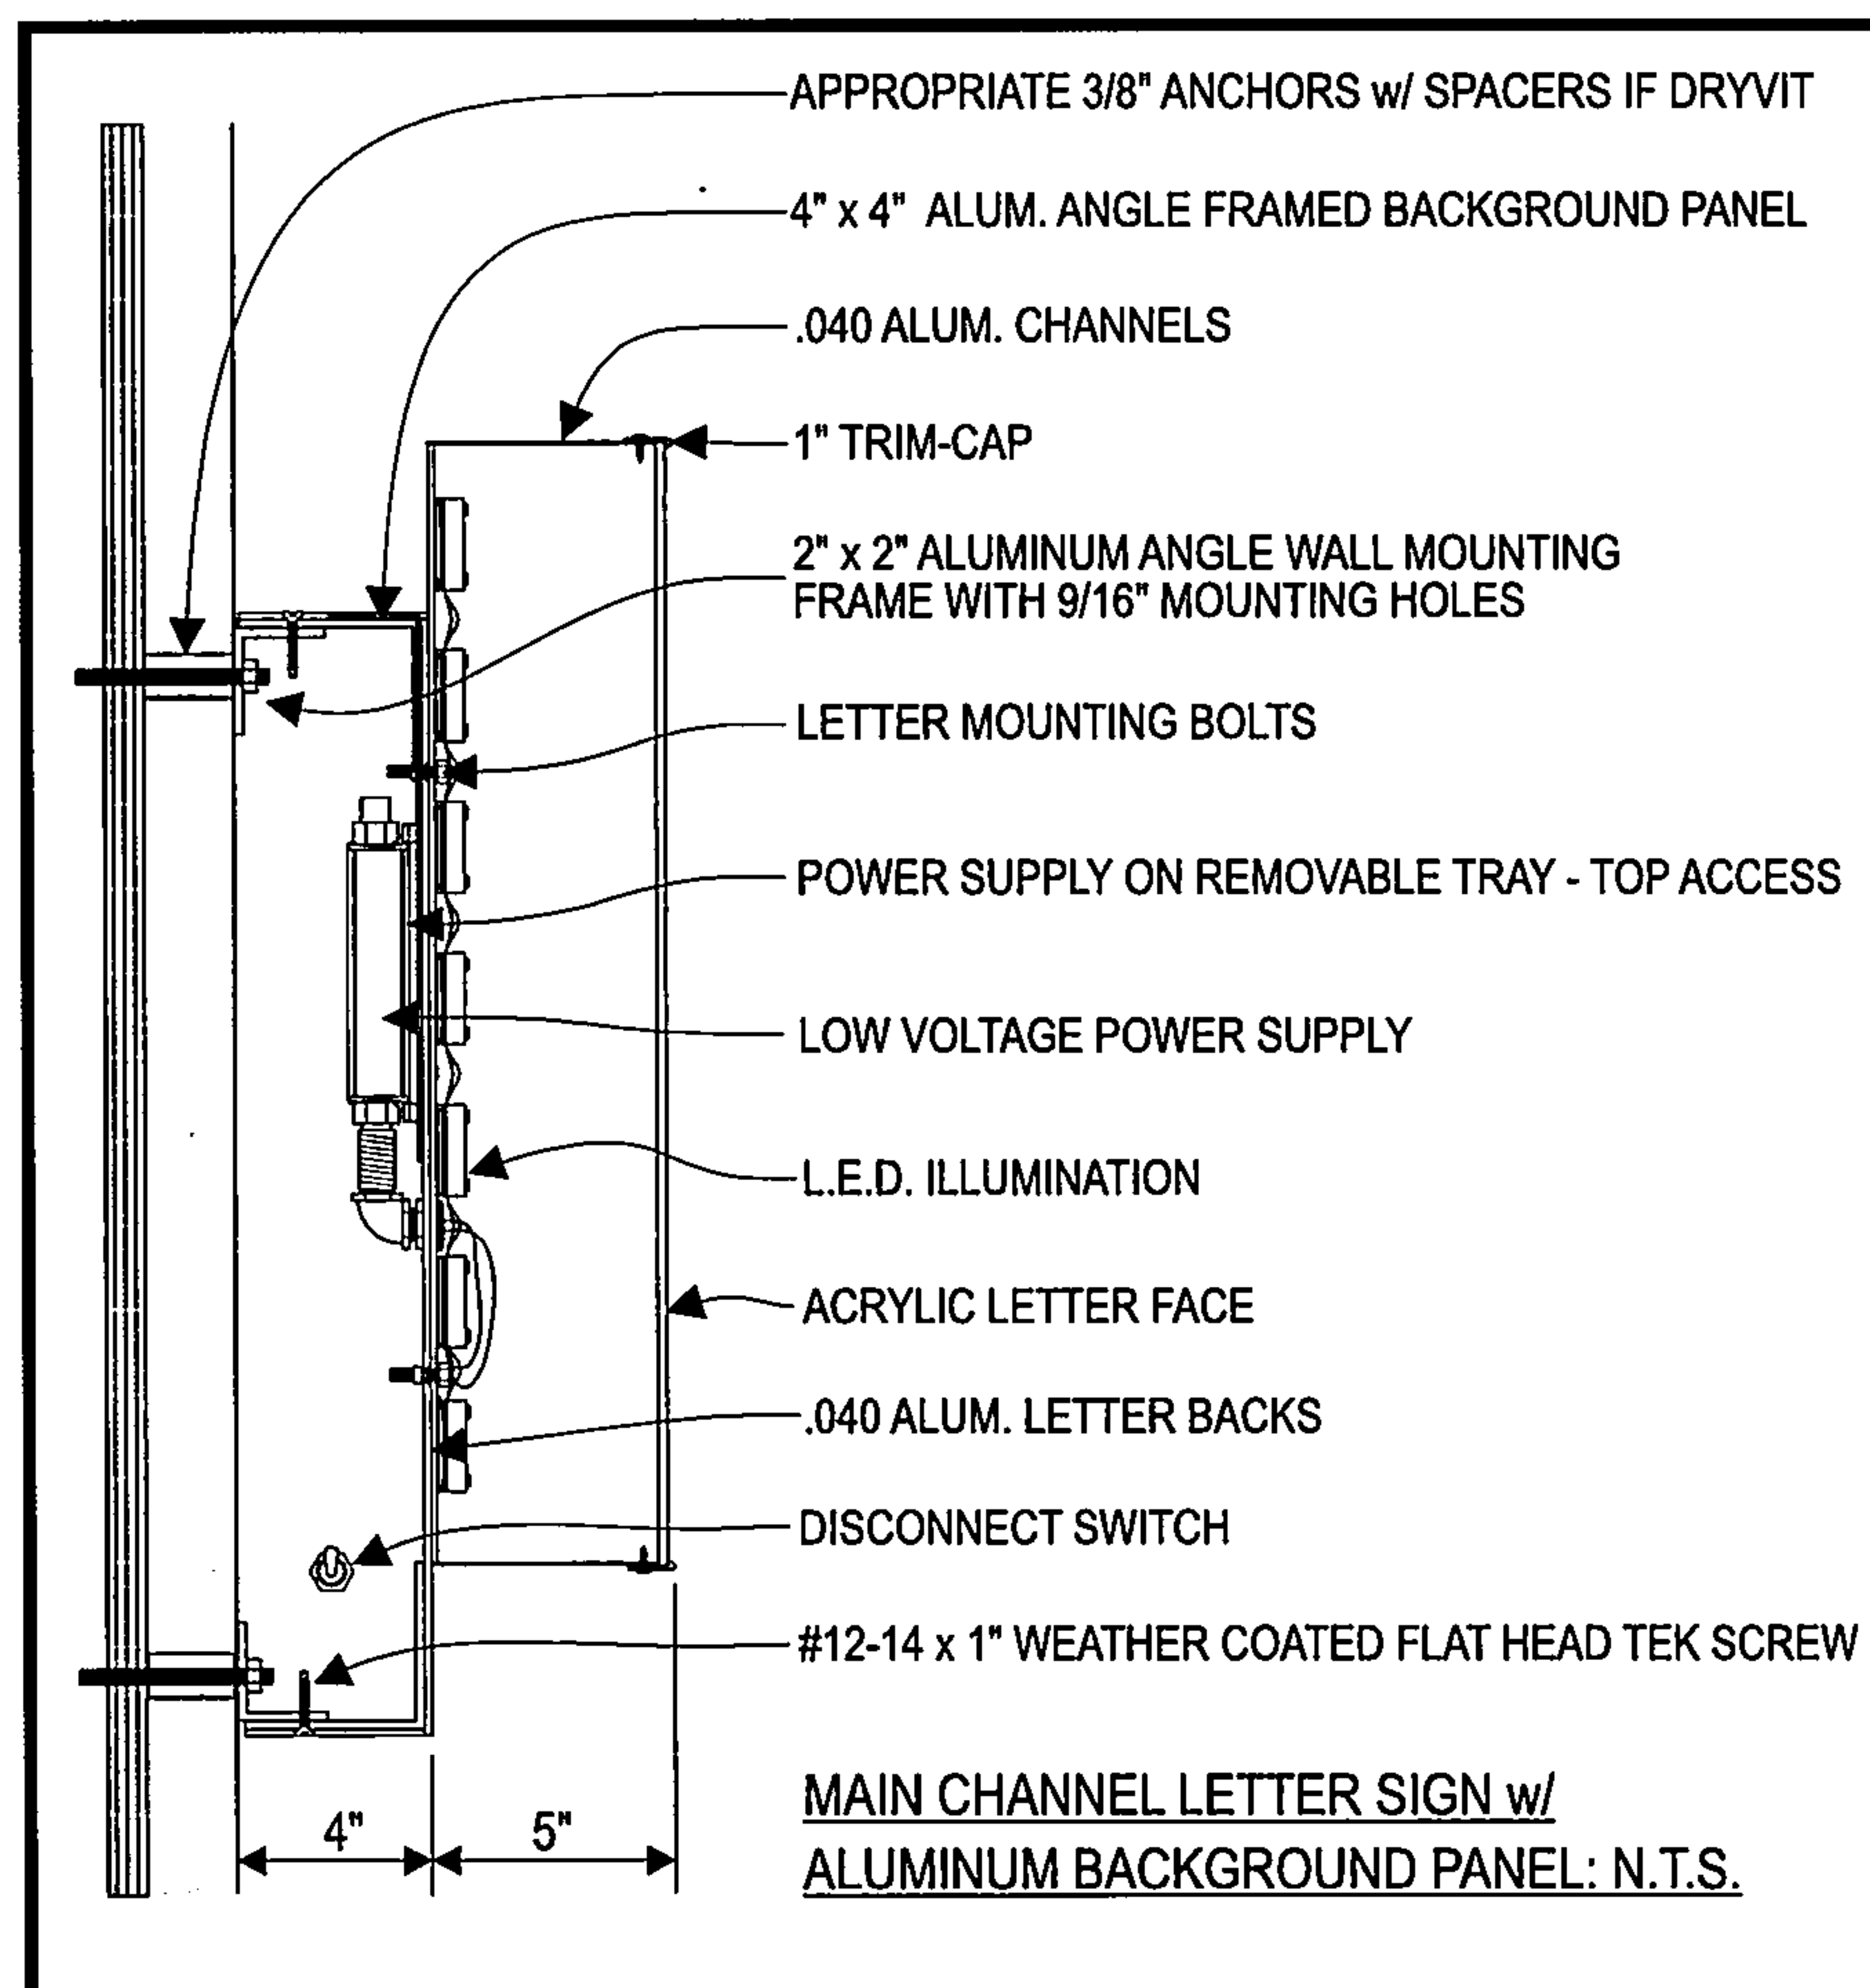 APPROPRIATE 3/8" ANCHORS w/ SPACERS IF DRYVIT
4" x 4" ALUM. ANGLE FRAMED BACKGROUND PANEL
.040 ALUM. CHANNELS
1" TRIM-CAP
2" x 2" ALUMINUM ANGLE WALL MOUNTING
FRAME WITH 9/16" MOUNTING HOLES
LETTER MOUNTING BOLTS
POWER SUPPLY ON REMOVABLE TRAY - TOP ACCESS
LOW VOLTAGE POWER SUPPLY
L.E.D. ILLUMINATION
ACRYLIC LETTER FACE
.040 ALUM. LETTER BACKS
DISCONNECT SWITCH
#12-14 x 1" WEATHER COATED FLAT HEAD TEK SCREW
4" 5"
MAIN CHANNEL LETTER SIGN w/
ALUMINUM BACKGROUND PANEL: N.T.S.